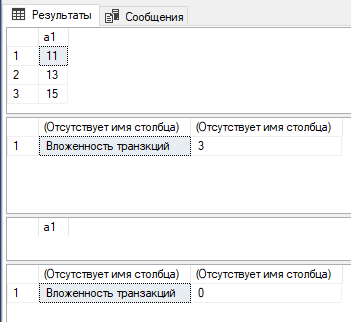 Результаты Сообщения
a1
1 11
2 13
3 15
(Отсутствует имя столбца) (Отсутствует имя столбца)
1 Вложенность транзкций 3
a1
(Отсутствует имя столбца) (Отсутствует имя столбца)
1 Вложенность транзакций 0